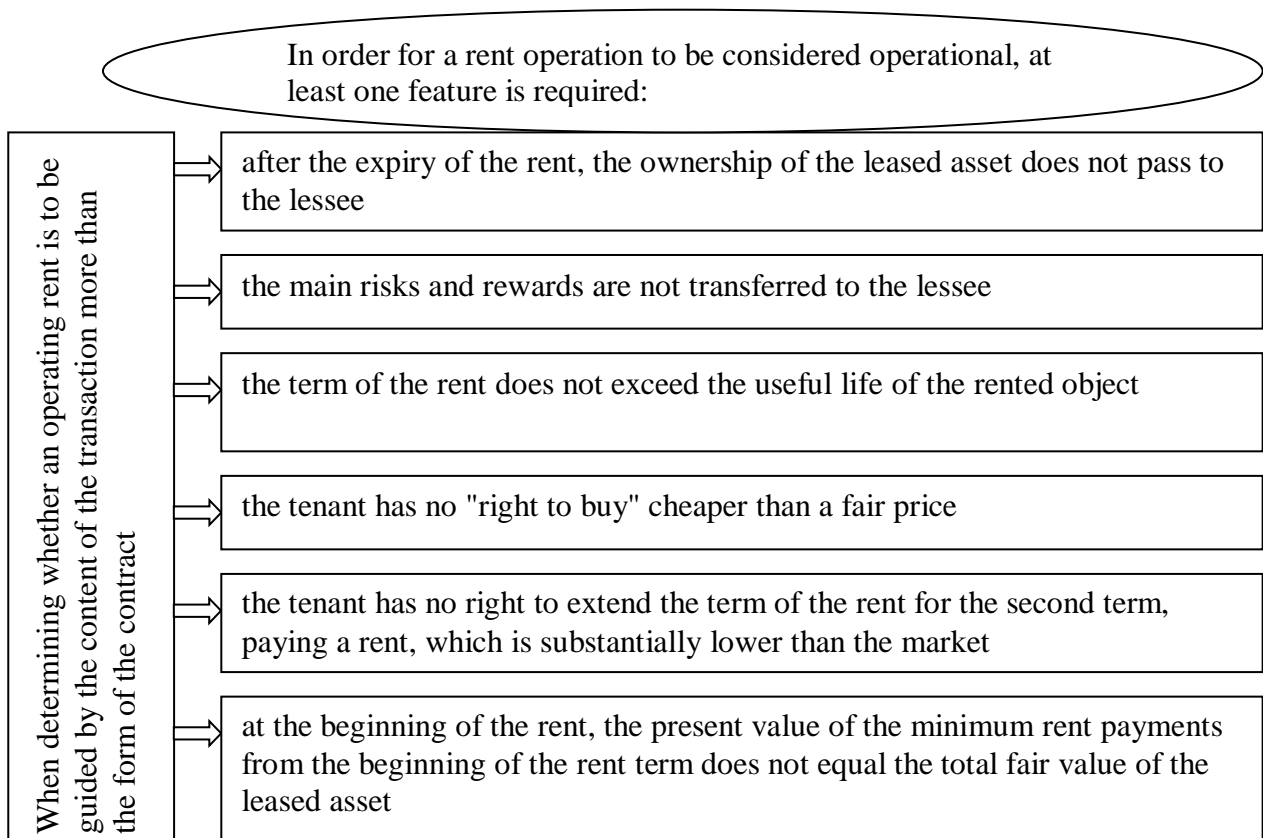 In order for a rent operation to be considered operational, at
least one feature is required:
When determining whether an operating rent is to be
guided by the content of the transaction more than
the form of the contract
after the expiry of the rent, the ownership of the leased asset does not pass to
the lessee
the main risks and rewards are not transferred to the lessee
the term of the rent does not exceed the useful life of the rented object
the tenant has no "right to buy" cheaper than a fair price
the tenant has no right to extend the term of the rent for the second term,
paying a rent, which is substantially lower than the market
at the beginning of the rent, the present value of the minimum rent payments
from the beginning of the rent term does not equal the total fair value of the
leased asset